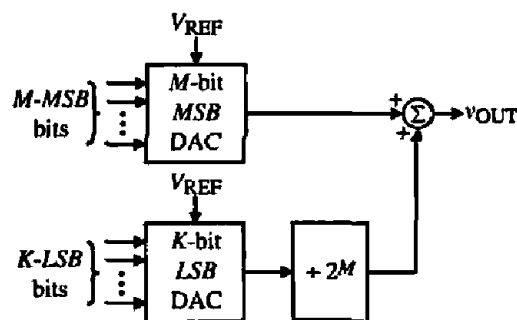 V_REF
M-MSB
bits
M-bit
MSB
DAC
+
Σ
+
v_OUT
V_REF
K-LSB
bits
K-bit
LSB
DAC
÷ 2^M